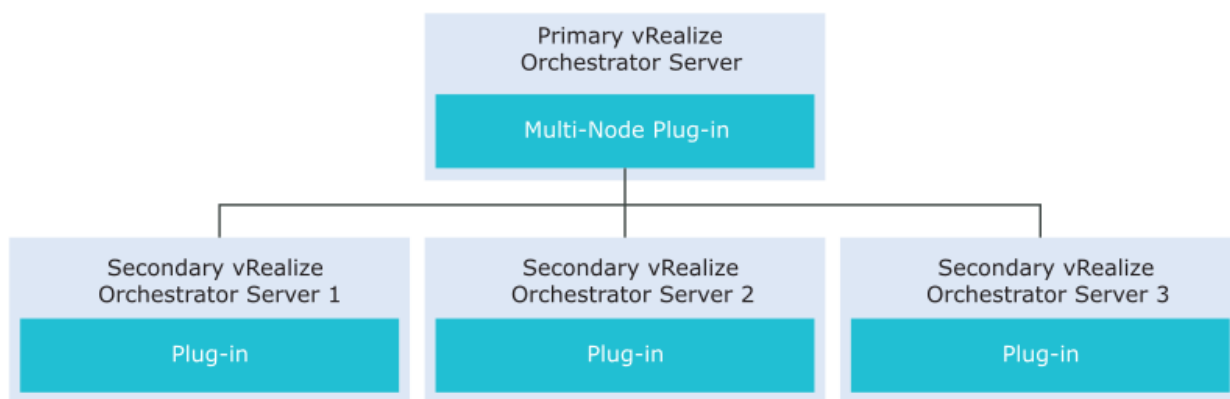 Primary vRealize
Orchestrator Server
Multi-Node Plug-in
Secondary vRealize
Orchestrator Server 1
Plug-in
Secondary vRealize
Orchestrator Server 2
Plug-in
Secondary vRealize
Orchestrator Server 3
Plug-in